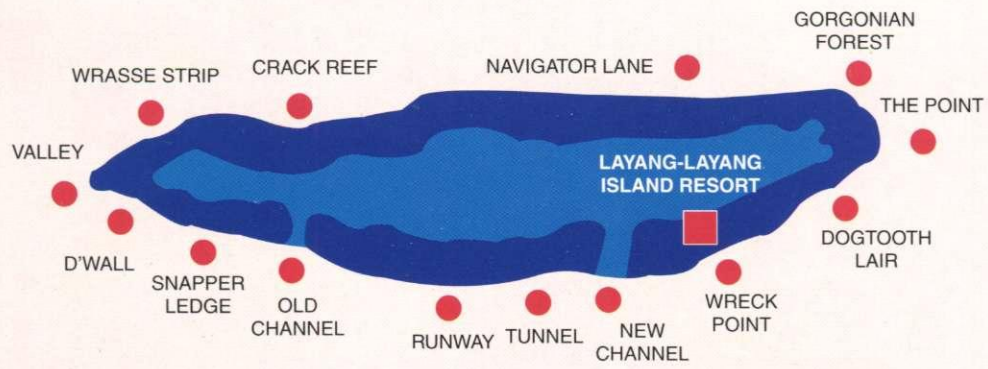 GORGONIAN
FOREST
WRASSE STRIP
CRACK REEF
NAVIGATOR LANE
THE POINT
VALLEY
LAYANG-LAYANG
ISLAND RESORT
D'WALL
SNAPPER
LEDGE
OLD
CHANNEL
RUNWAY
TUNNEL
NEW
CHANNEL
WRECK
POINT
DOGTOOTH
LAIR